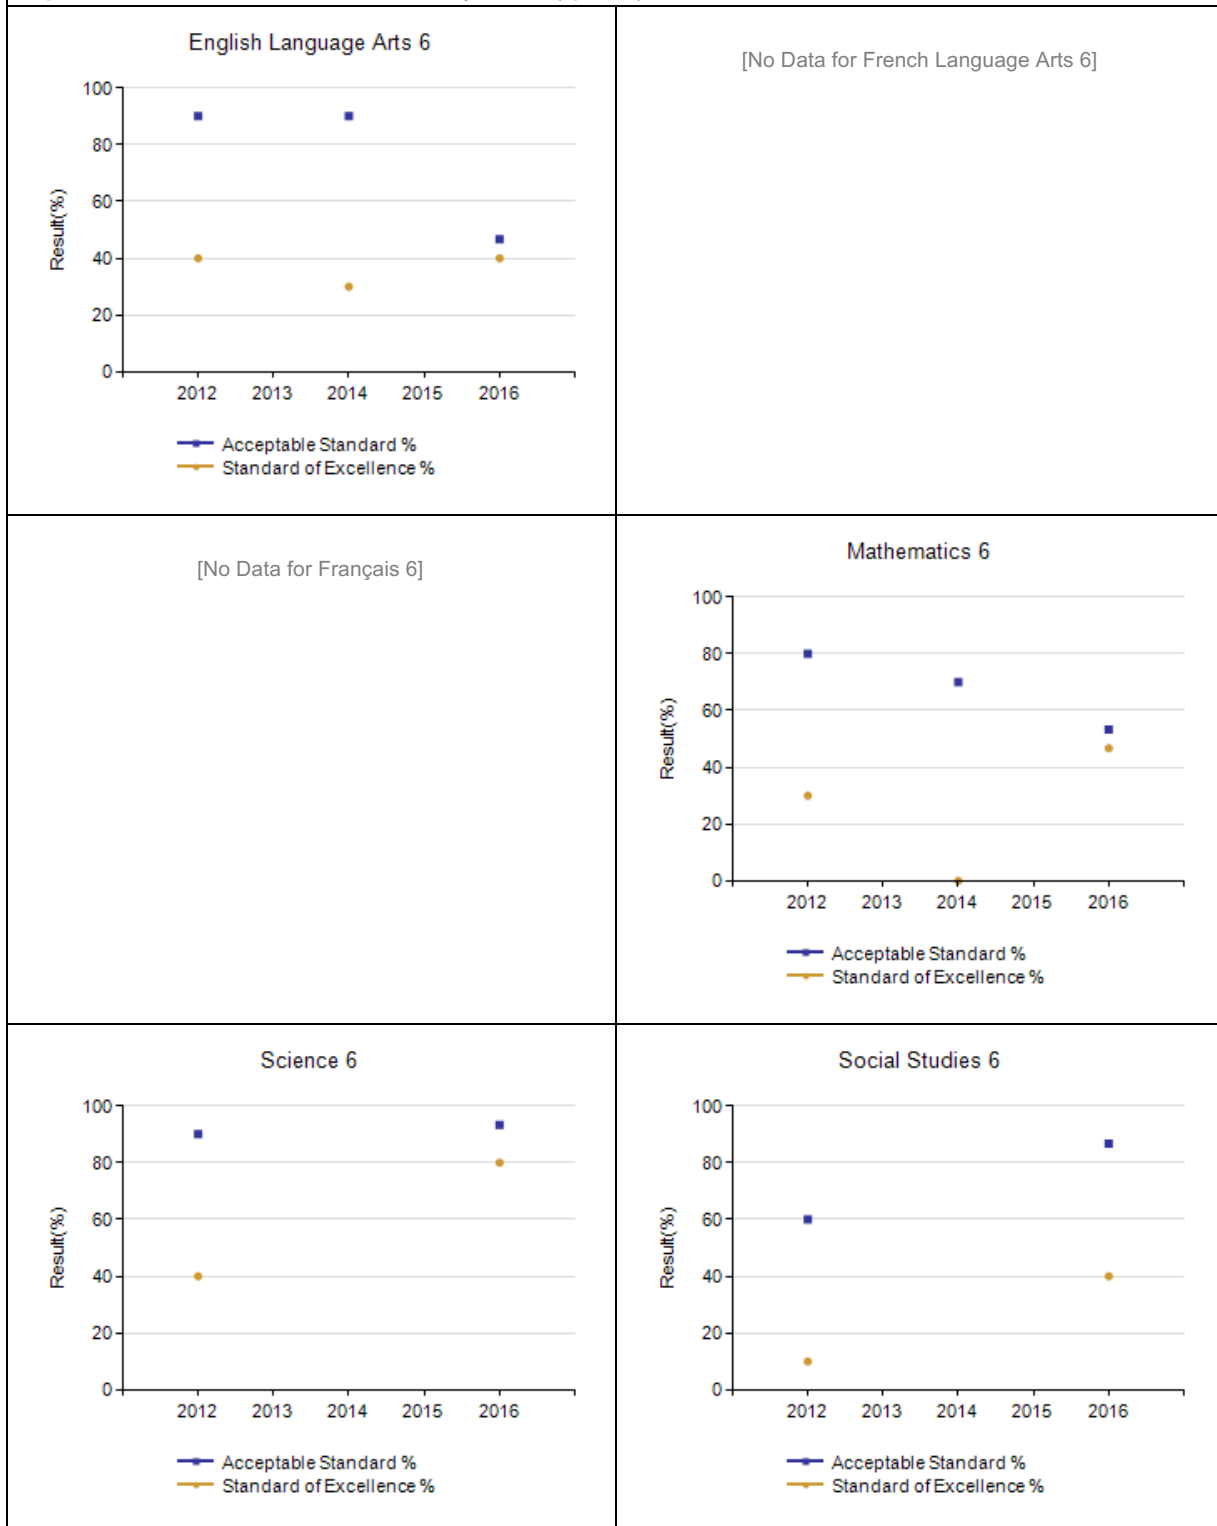 English Language Arts 6
100
80
60
40
20
0
Result(%)
2012 2013 2014 2015 2016
Acceptable Standard %
Standard of Excellence %
[No Data for French Language Arts 6]
[No Data for Français 6]
Mathematics 6
100
80
60
40
20
0
Result(%)
2012 2013 2014 2015 2016
Acceptable Standard %
Standard of Excellence %
Science 6
100
80
60
40
20
0
Result(%)
2012 2013 2014 2015 2016
Acceptable Standard %
Standard of Excellence %
Social Studies 6
100
80
60
40
20
0
Result(%)
2012 2013 2014 2015 2016
Acceptable Standard %
Standard of Excellence %